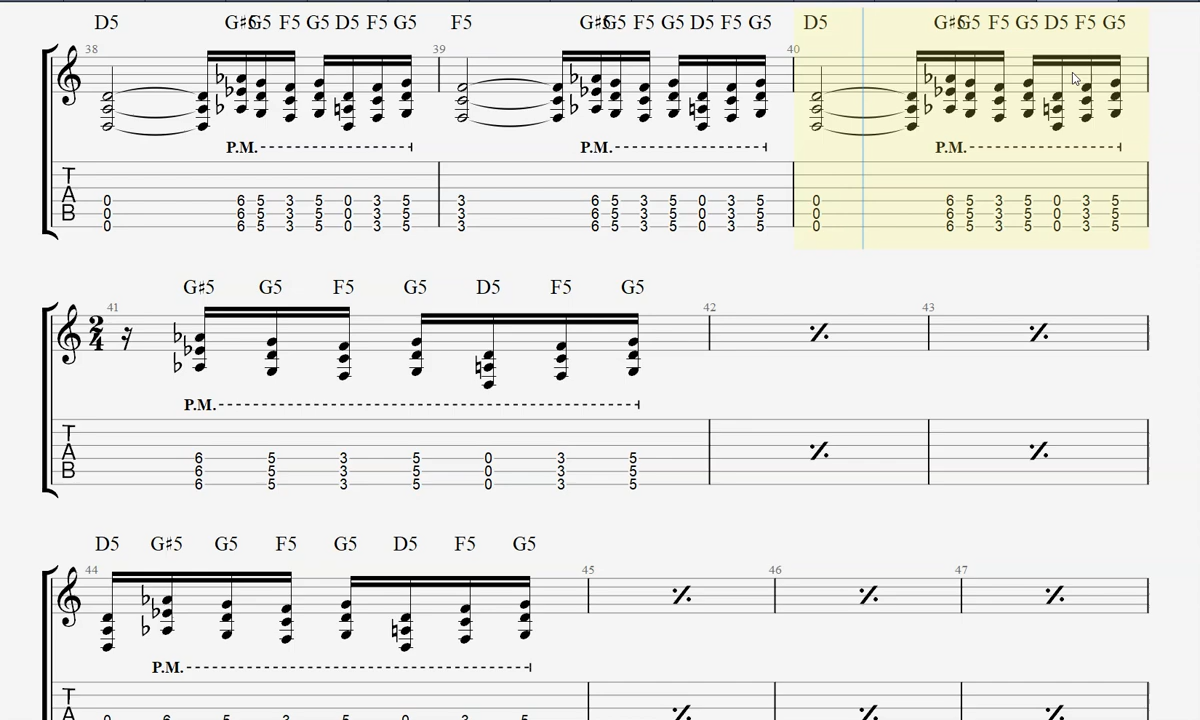 D5 G#5 G5 F5 G5 D5 F5 G5 F5 G#5 G5 F5 G5 D5 F5 G5 D5 G#5 G5 F5 G5 D5 F5 G5
38 39 40
P.M. P.M. P.M.
T
A 0 6 5 3 5 0 3 5 3 6 5 3 5 0 3 5 0 6 5 3 5 0 3 5
B 0 6 5 3 5 0 3 5 3 6 5 3 5 0 3 5 0 6 5 3 5 0 3 5
0 6 5 3 5 0 3 5 3 6 5 3 5 0 3 5 0 6 5 3 5 0 3 5
G#5 G5 F5 G5 D5 F5 G5
41 42 43
2
4
P.M.
T
A 6 5 3 5 0 3 5
B 6 5 3 5 0 3 5
6 5 3 5 0 3 5
D5 G#5 G5 F5 G5 D5 F5 G5
44 45 46 47
P.M.
T
A 0 6 5 3 5 0 3 5